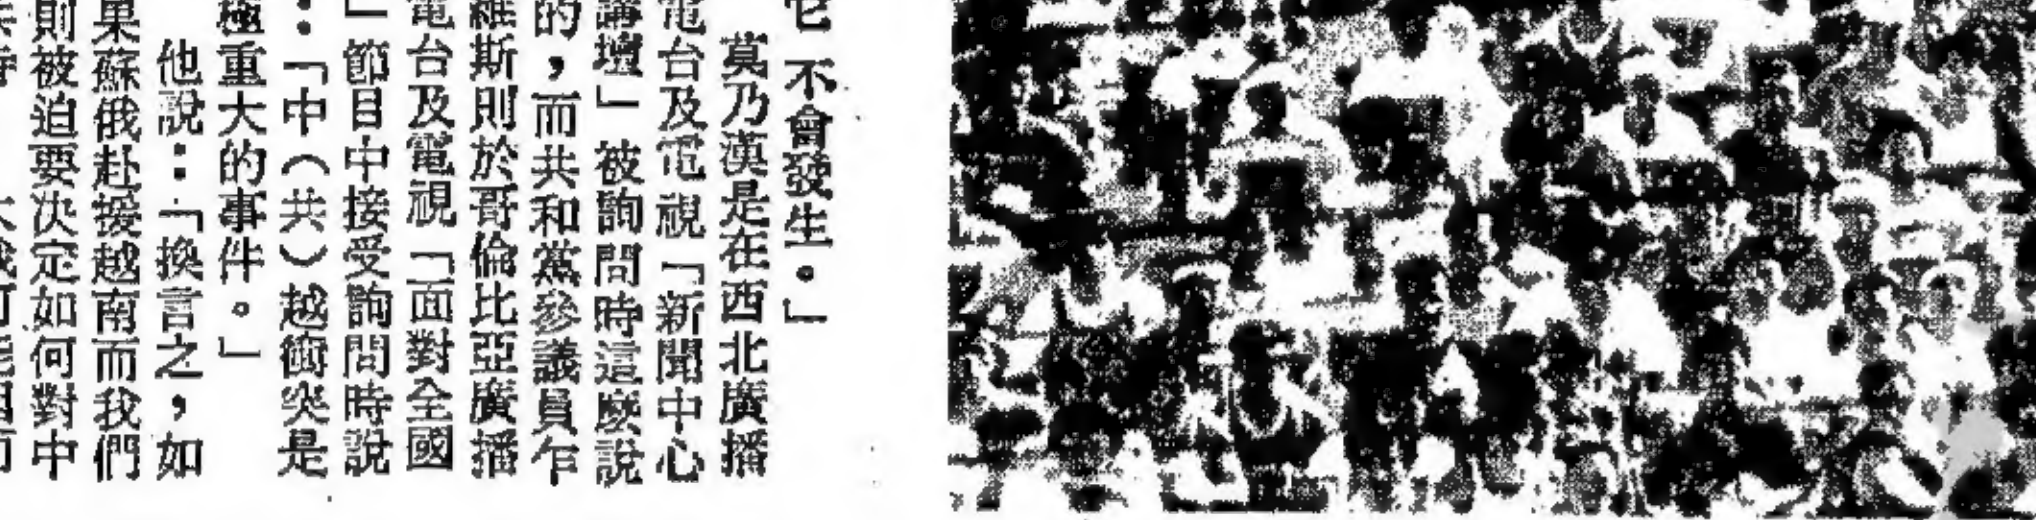 不會發生。」
莫乃漢是在西北廣播
電台及電視「新聞中心
講壇」被詢問時這麽說
的，而共和黨參議員乍
維斯則於哥倫比亞廣播
電台及電視「面對全國
」節目中接受詢問時說
：「中（共）越衝突是
極重大的事件。」
他說：「換言之，如
果蘇俄赴援越南而我們
則被迫要決定如何對中